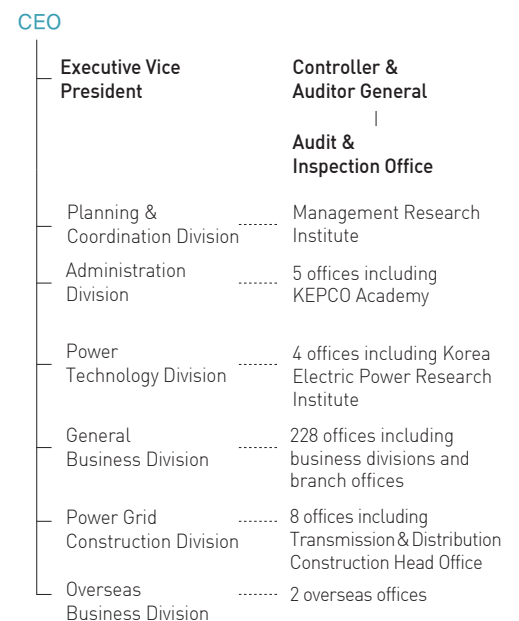 CEO
Executive Vice
President
Controller &
Auditor General
Audit &
Inspection Office
Planning &
Coordination Division
Management Research
Institute
Administration
Division
5 offices including
KEPCO Academy
Power
Technology Division
4 offices including Korea
Electric Power Research
Institute
General
Business Division
228 offices including
business divisions and
branch offices
Power Grid
Construction Division
8 offices including
Transmission & Distribution
Construction Head Office
Overseas
Business Division
2 overseas offices